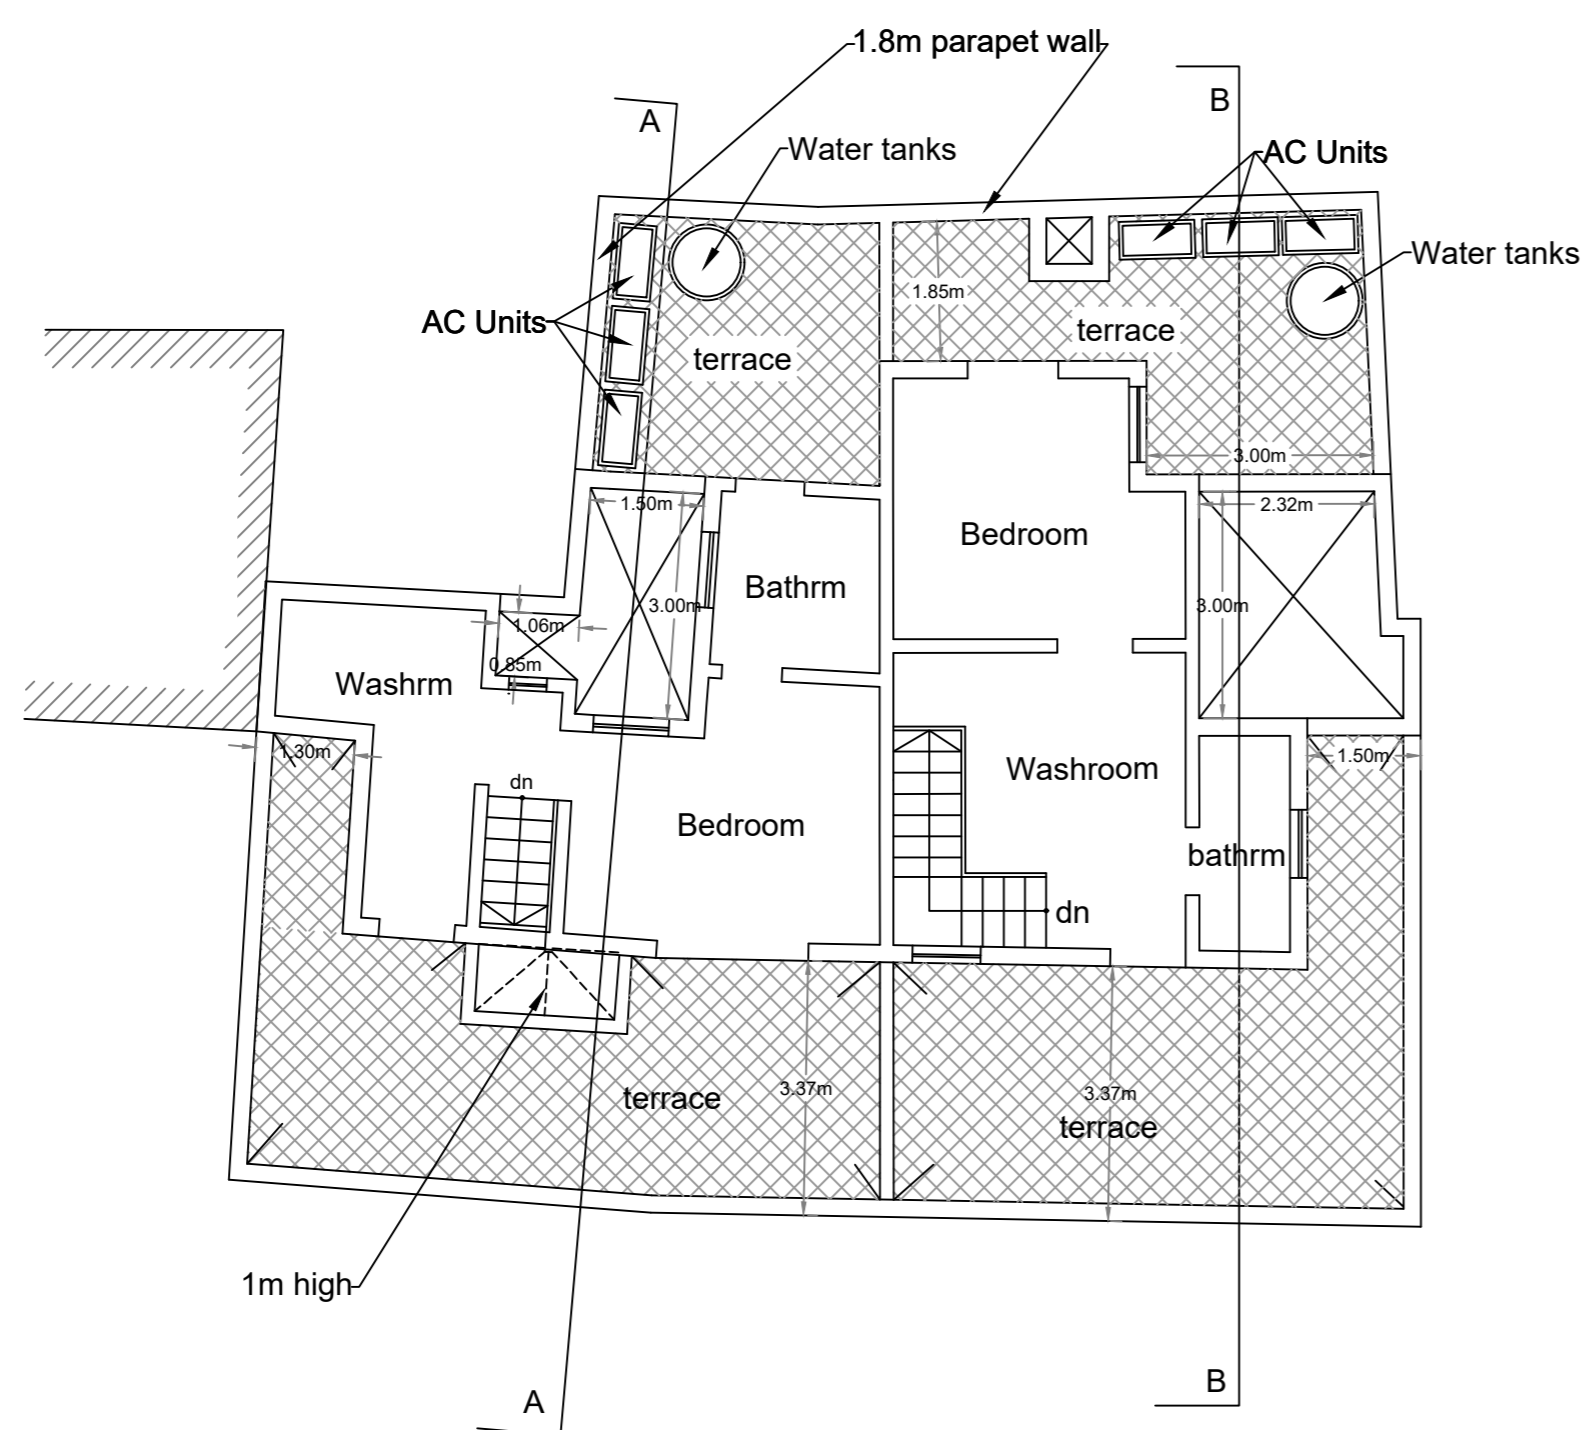 1.8m parapet wall
A
B
Water tanks
AC Units
Water tanks
1.85m
AC Units
terrace
terrace
3.00m
1.50m
2.32m
Bedroom
Bathrm
3.00m
3.00m
1.06m
0.85m
Washrm
1.30m
1.50m
dn
Washroom
Bedroom
bathrm
dn
3.37m
3.37m
terrace
terrace
1m high
A
B